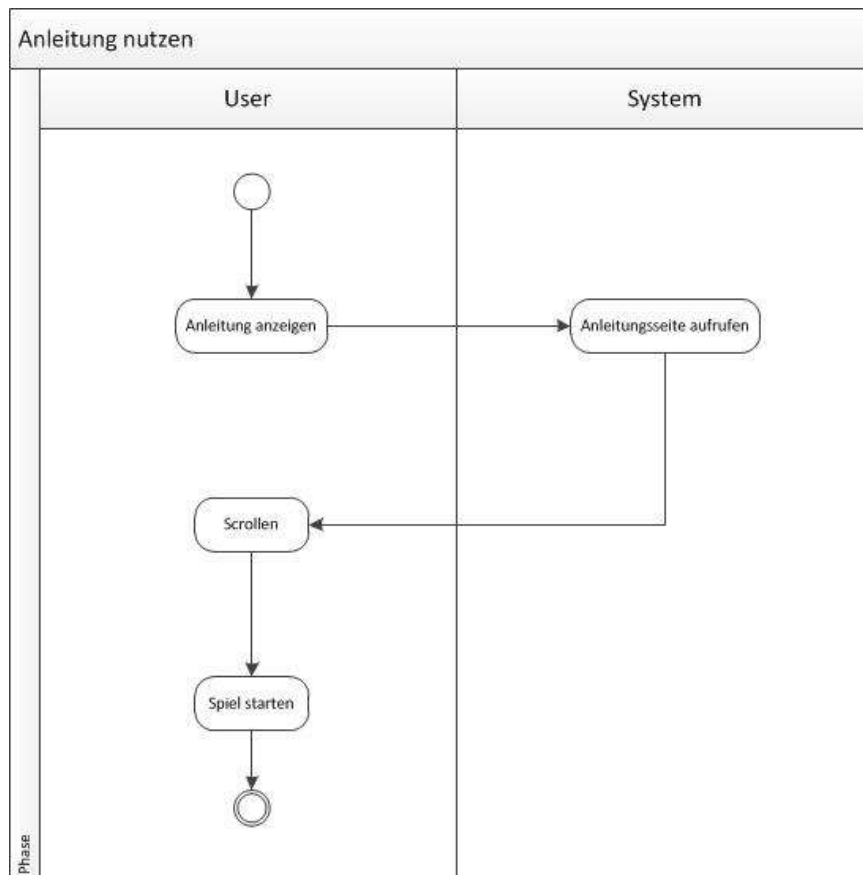 Anleitung nutzen
User
System
Anleitung anzeigen
Anleitungsseite aufrufen
Scrollen
Spiel starten
Phase